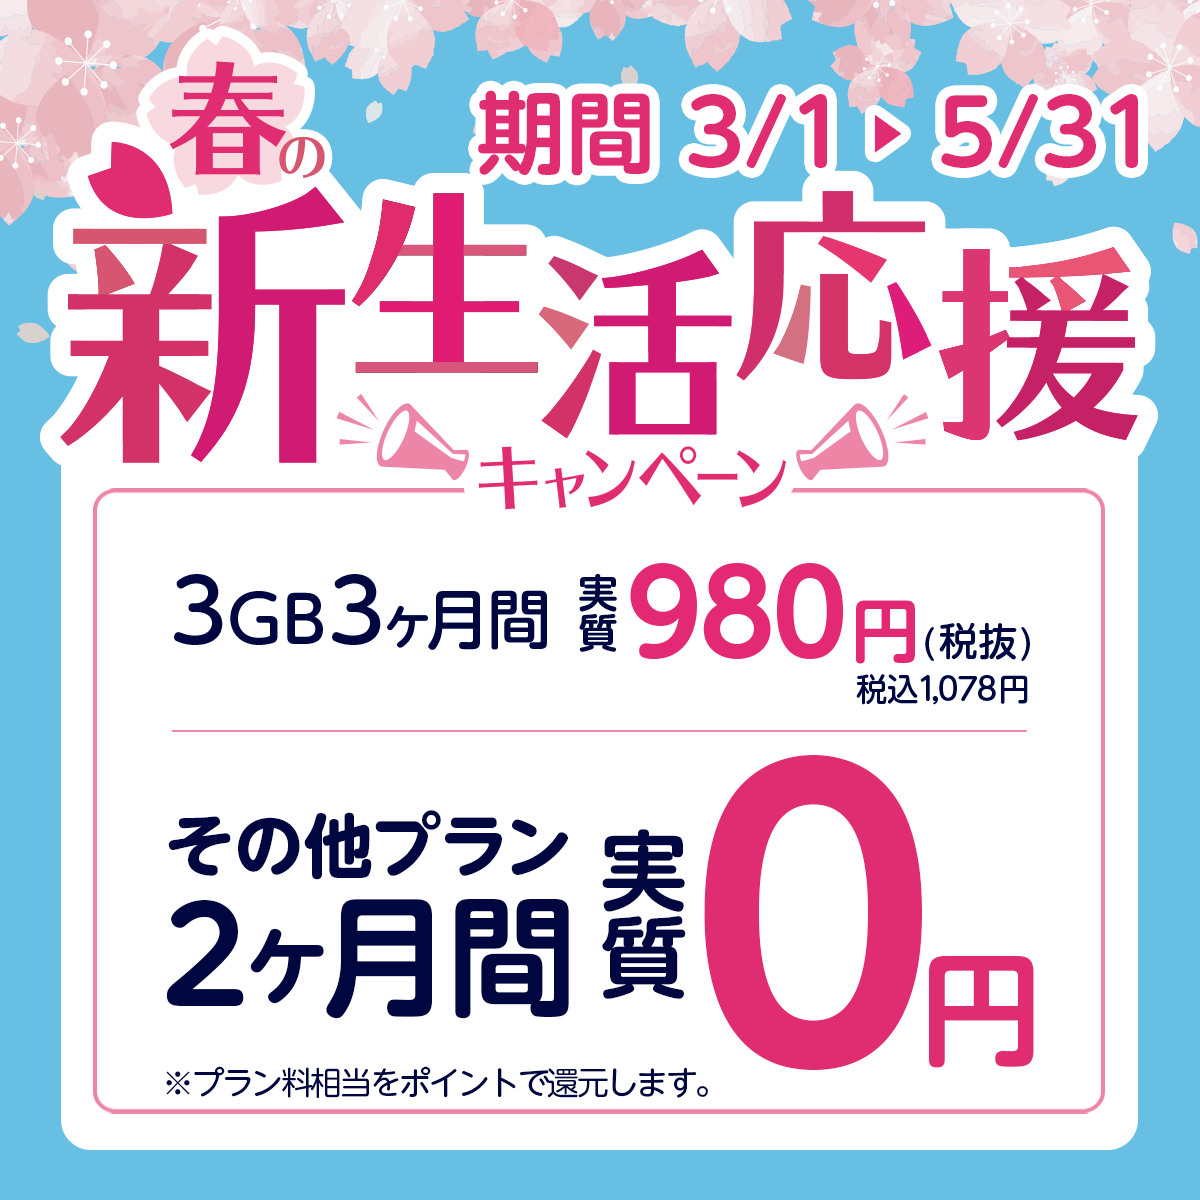 春の
期間 3/1 ▶ 5/31
新生活応援
キャンペーン
3GB3ヶ月間 実質980円(税抜)
税込1,078円
その他プラン
2ヶ月間 実質0円
※プラン料相当をポイントで還元します。